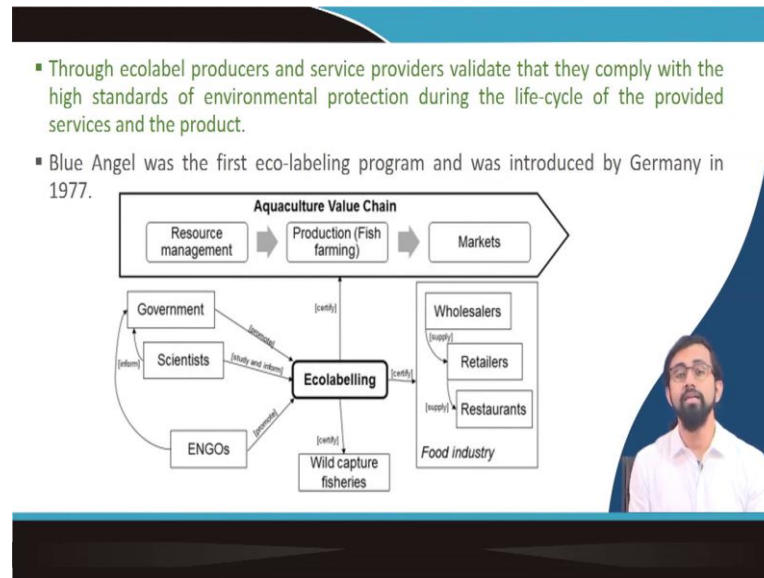 ▪ Through ecolabel producers and service providers validate that they comply with the
high standards of environmental protection during the life-cycle of the provided
services and the product.
▪ Blue Angel was the first eco-labeling program and was introduced by Germany in
1977.
Aquaculture Value Chain
Resource
management
Production (Fish
farming)
Markets
Government
[promote]
[certify]
Wholesalers
[supply]
[inform]
Scientists
[study and inform]
Ecolabelling
[certify]
Retailers
[supply]
Restaurants
[promote]
ENGOs
[certify]
Wild capture
fisheries
Food industry